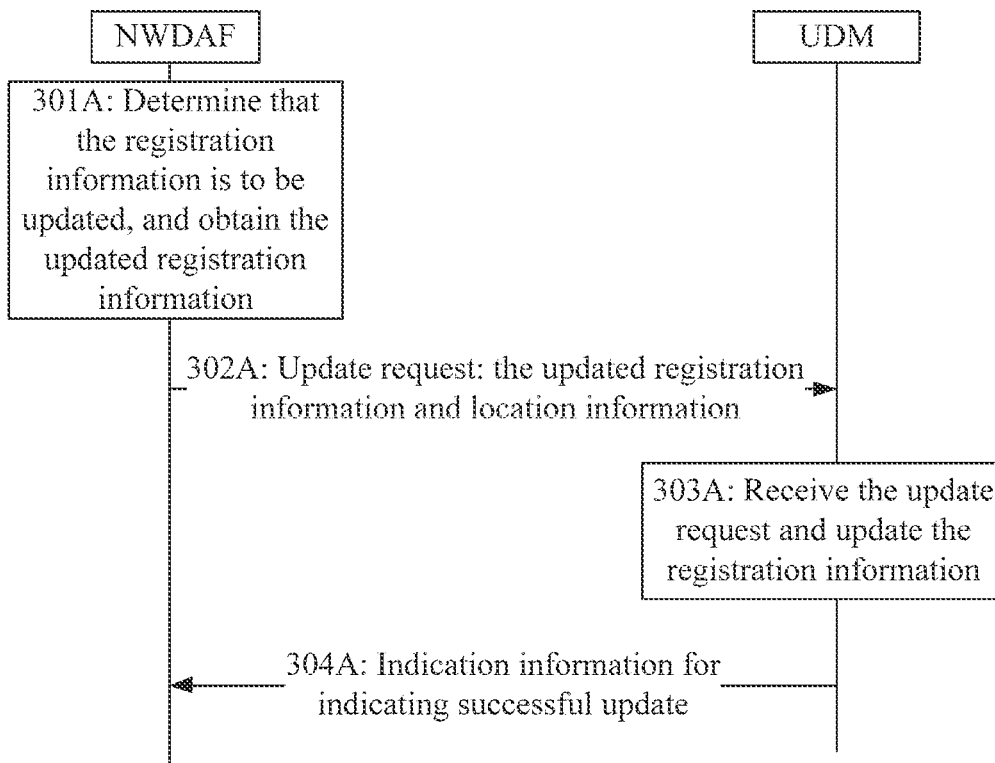 NWDAF
UDM
301A: Determine that
the registration
information is to be
updated, and obtain the
updated registration
information
302A: Update request: the updated registration
information and location information
303A: Receive the update
request and update the
registration information
304A: Indication information for
indicating successful update